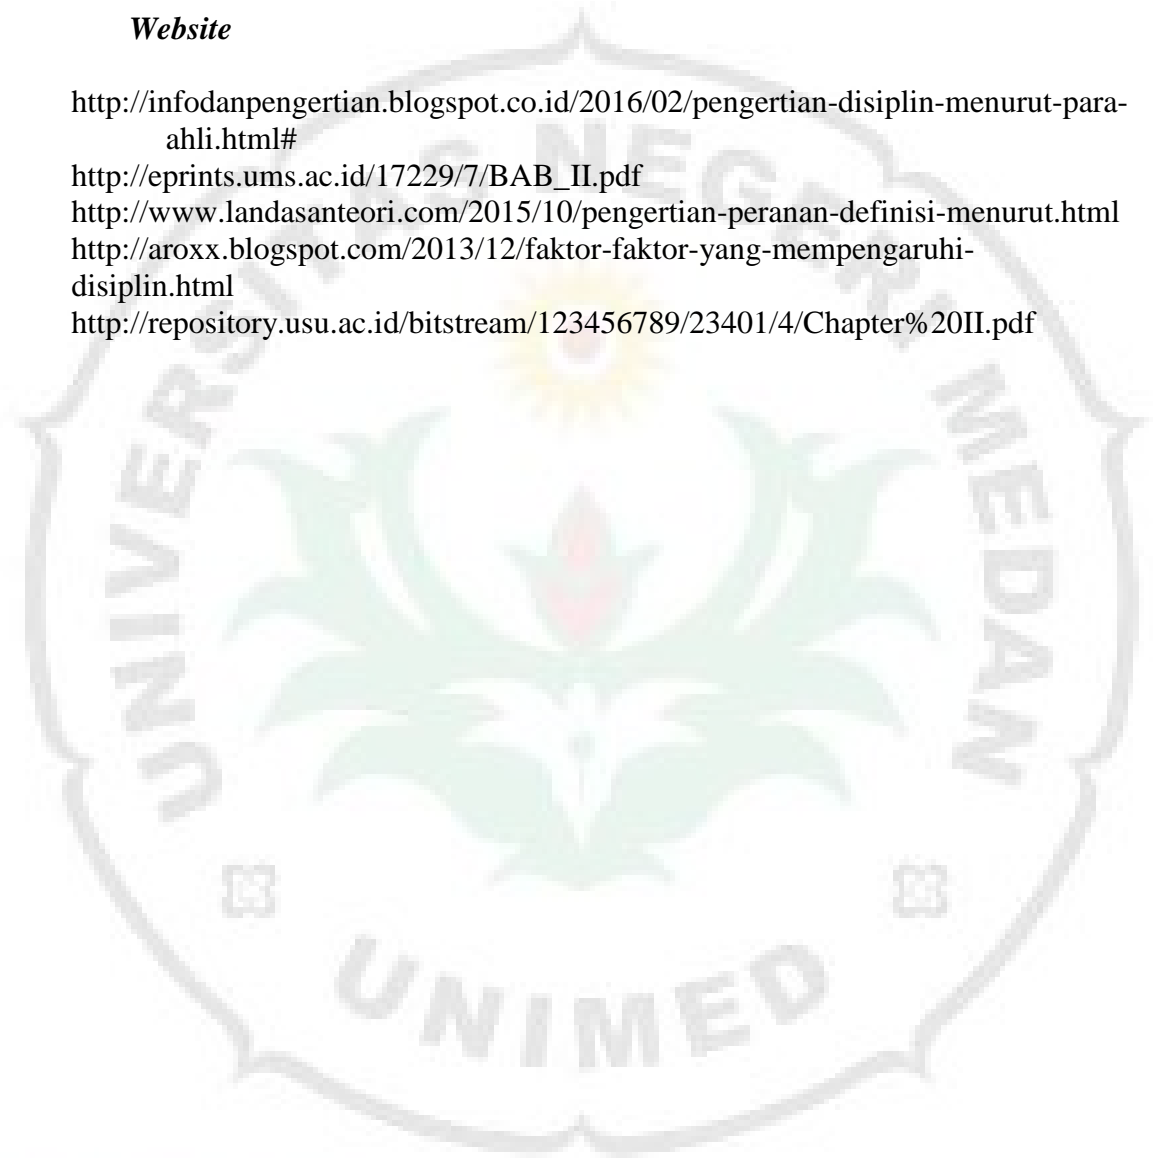 Website
http://infodanpengertian.blogspot.co.id/2016/02/pengertian-disiplin-menurut-para-
ahli.html#
http://eprints.ums.ac.id/17229/7/BAB_II.pdf
http://www.landasanteori.com/2015/10/pengertian-peranan-definisi-menurut.html
http://aroxx.blogspot.com/2013/12/faktor-faktor-yang-mempengaruhi-
disiplin.html
http://repository.usu.ac.id/bitstream/123456789/23401/4/Chapter%20II.pdf
UNIVERSITAS NEGERI MEDAN
UNIMED